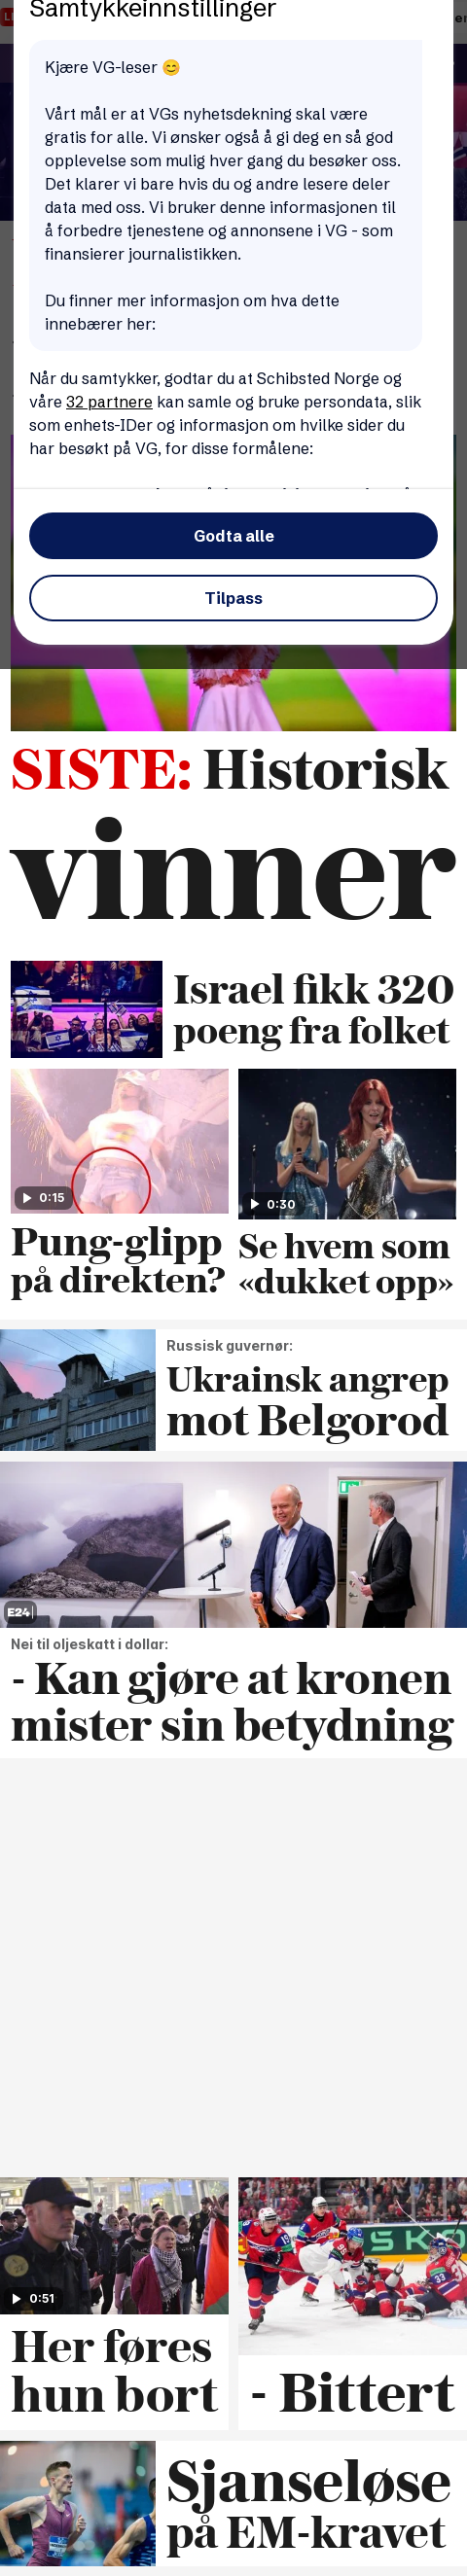 Samtykkeinnstillinger
Kjære VG-leser 😊
Vårt mål er at VGs nyhetsdekning skal være
gratis for alle. Vi ønsker også å gi deg en så god
opplevelse som mulig hver gang du besøker oss.
Det klarer vi bare hvis du og andre lesere deler
data med oss. Vi bruker denne informasjonen til
å forbedre tjenestene og annonsene i VG - som
finansierer journalistikken.
Du finner mer informasjon om hva dette
innebærer her:
Når du samtykker, godtar du at Schibsted Norge og
våre 32 partnere kan samle og bruke persondata, slik
som enhets-IDer og informasjon om hvilke sider du
har besøkt på VG, for disse formålene:
Godta alle
Tilpass
SISTE: Historisk
vinner
Israel fikk 320
poeng fra folket
0:15
Pung-glipp
på direkten?
0:30
Se hvem som
«dukket opp»
Russisk guvernør:
Ukrainsk angrep
mot Belgorod
E24
Nei til oljeskatt i dollar:
- Kan gjøre at kronen
mister sin betydning
0:51
Her føres
hun bort
- Bittert
Sjanseløse
på EM-kravet